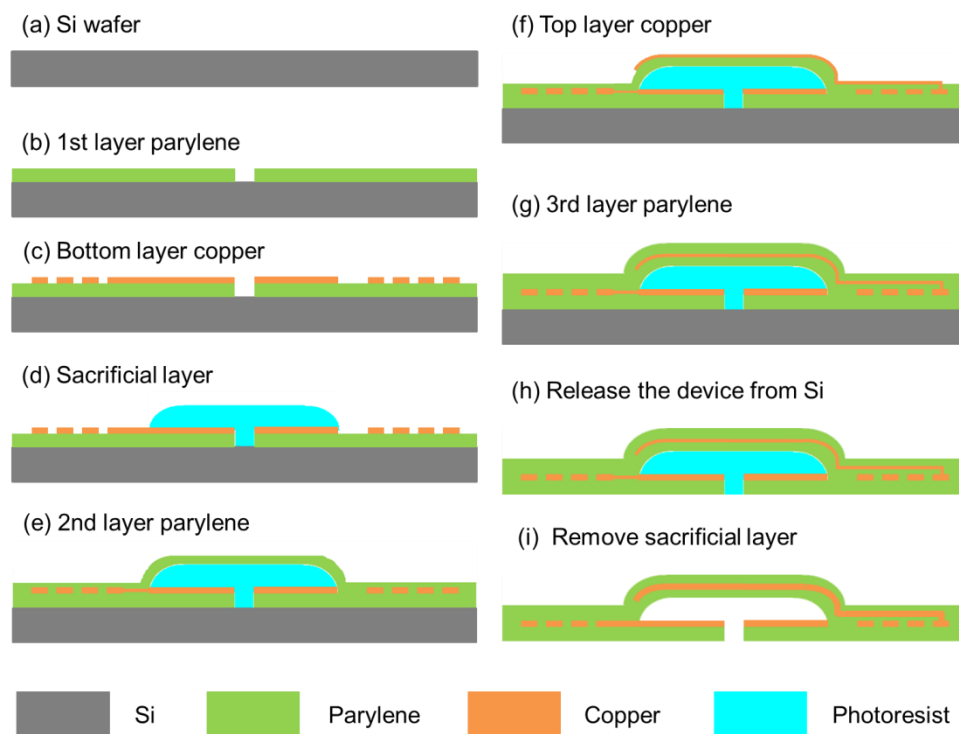 (a) Si wafer
(b) 1st layer parylene
(c) Bottom layer copper
(d) Sacrificial layer
(e) 2nd layer parylene
(f) Top layer copper
(g) 3rd layer parylene
(h) Release the device from Si
(i) Remove sacrificial layer
Si
Parylene
Copper
Photoresist